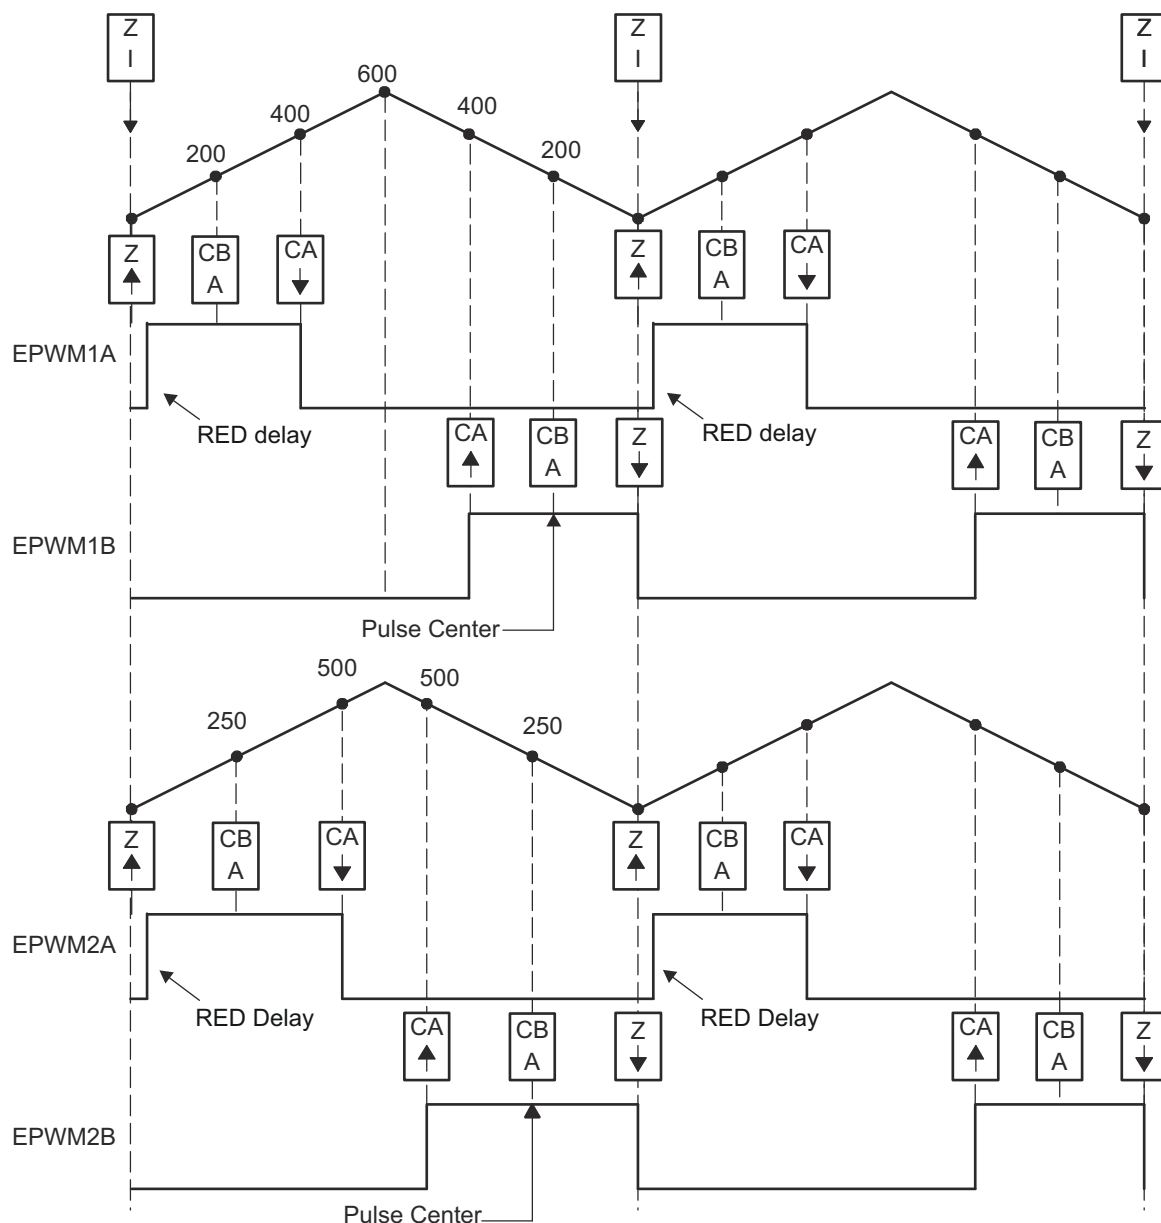 Z Z Z
I I I
600
400 400
200 200
Z CB CA Z CB CA
A A
EPWM1A
RED delay RED delay
CA CB Z CA CB Z
A A
EPWM1B
Pulse Center
500 500
250 250
Z CB CA Z CB CA
A A
EPWM2A
RED Delay RED Delay
CA CB Z CA CB Z
A A
EPWM2B
Pulse Center